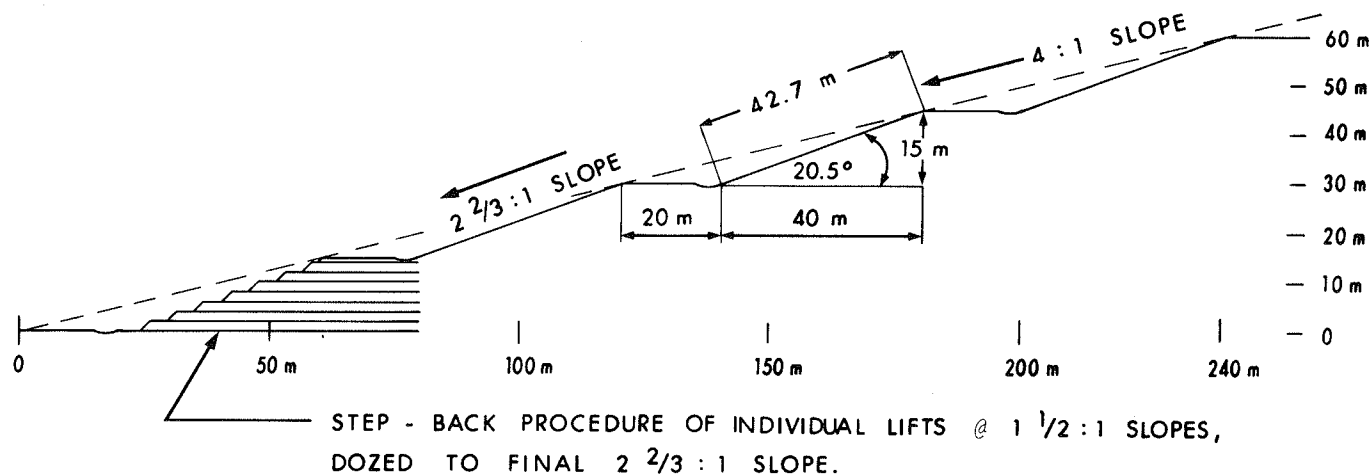 60 m
4 : 1 SLOPE
50 m
42.7 m
40 m
15 m
20.5°
30 m
2 2/3 : 1 SLOPE
20 m
40 m
20 m
10 m
0
0
50 m
100 m
150 m
200 m
240 m
STEP - BACK PROCEDURE OF INDIVIDUAL LIFTS @ 1 1/2 : 1 SLOPES,
DOZED TO FINAL 2 2/3 : 1 SLOPE.